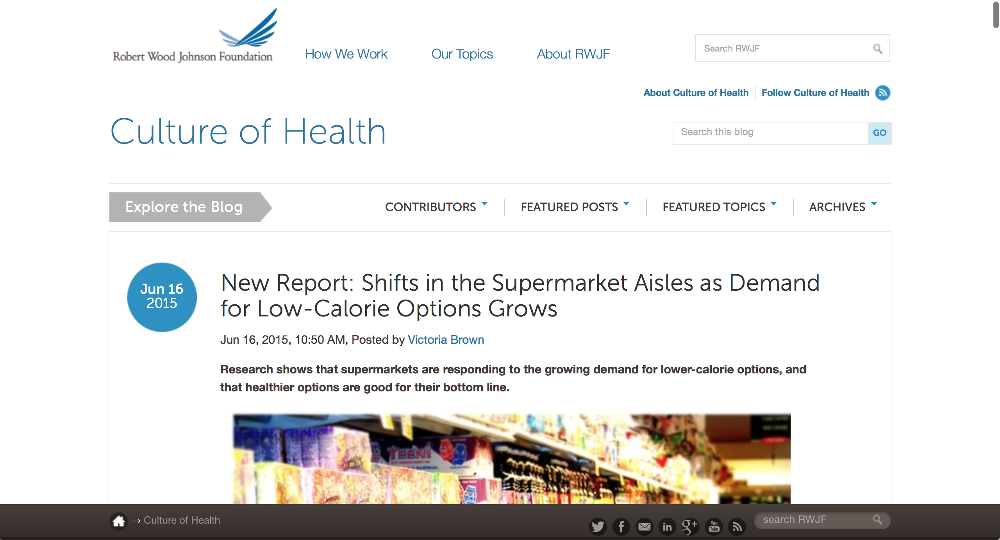 Robert Wood Johnson Foundation
How We Work
Our Topics
About RWJF
Search RWJF
About Culture of Health
Follow Culture of Health
Culture of Health
Search this blog
GO
Explore the Blog
CONTRIBUTORS
FEATURED POSTS
FEATURED TOPICS
ARCHIVES
Jun 16
2015
New Report: Shifts in the Supermarket Aisles as Demand
for Low-Calorie Options Grows
Jun 16, 2015, 10:50 AM, Posted by Victoria Brown
Research shows that supermarkets are responding to the growing demand for lower-calorie options, and
that healthier options are good for their bottom line.
TEENI
→ Culture of Health
f
in
g+
You
Tube
search RWJF